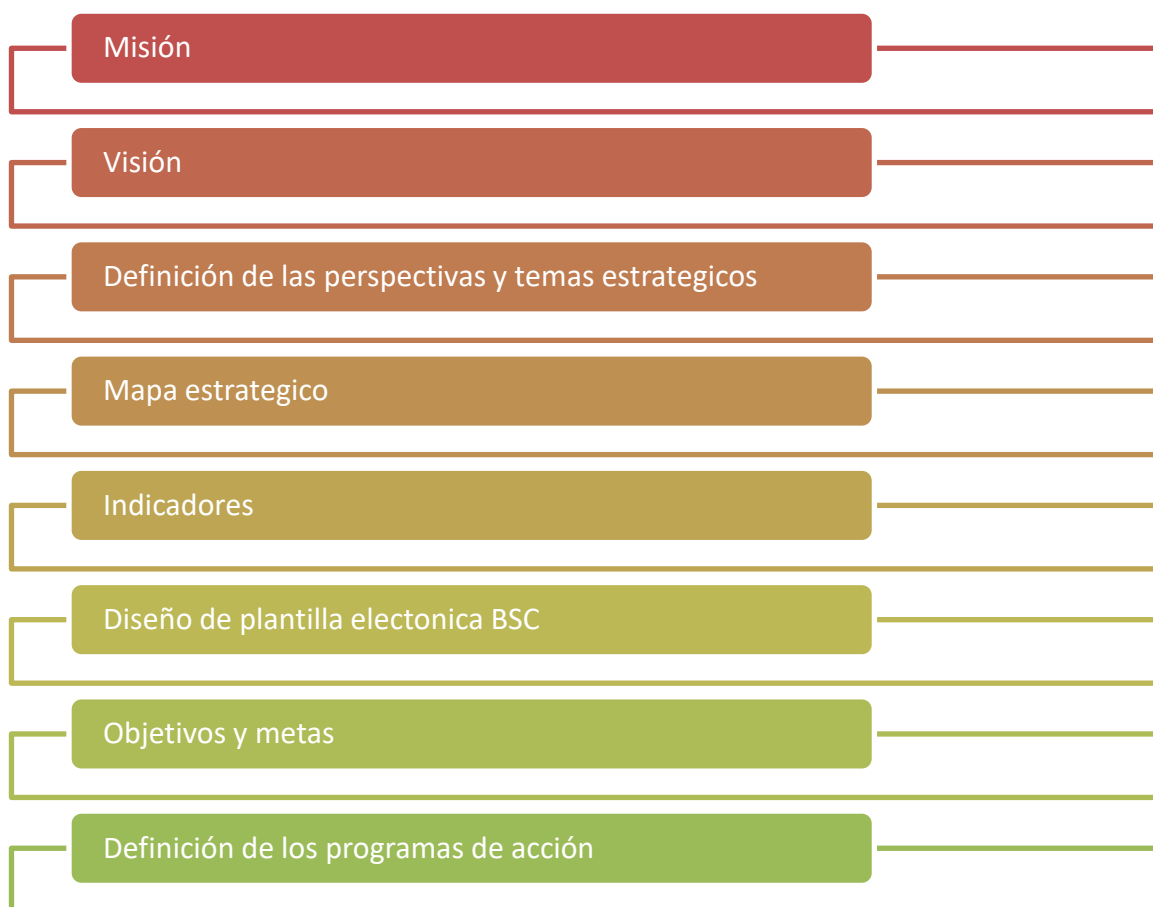 Misión
Visión
Definición de las perspectivas y temas estrategicos
Mapa estrategico
Indicadores
Diseño de plantilla electonica BSC
Objetivos y metas
Definición de los programas de acción